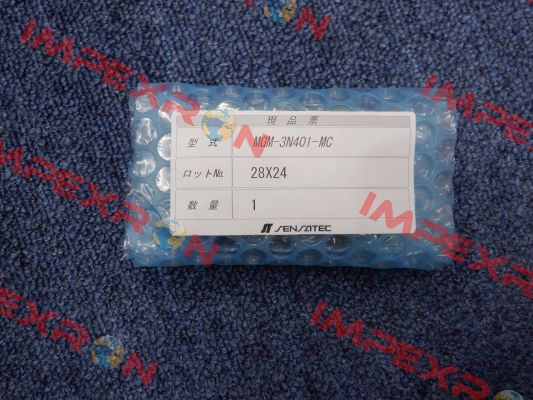 現品票
型式 MGM-3N401-MC
ロットNo. 28X24
数量 1
SENSATEC
IMPEXRON
IMPEXRON
IMPEXRON
IMPEXRON
IMPEXRON